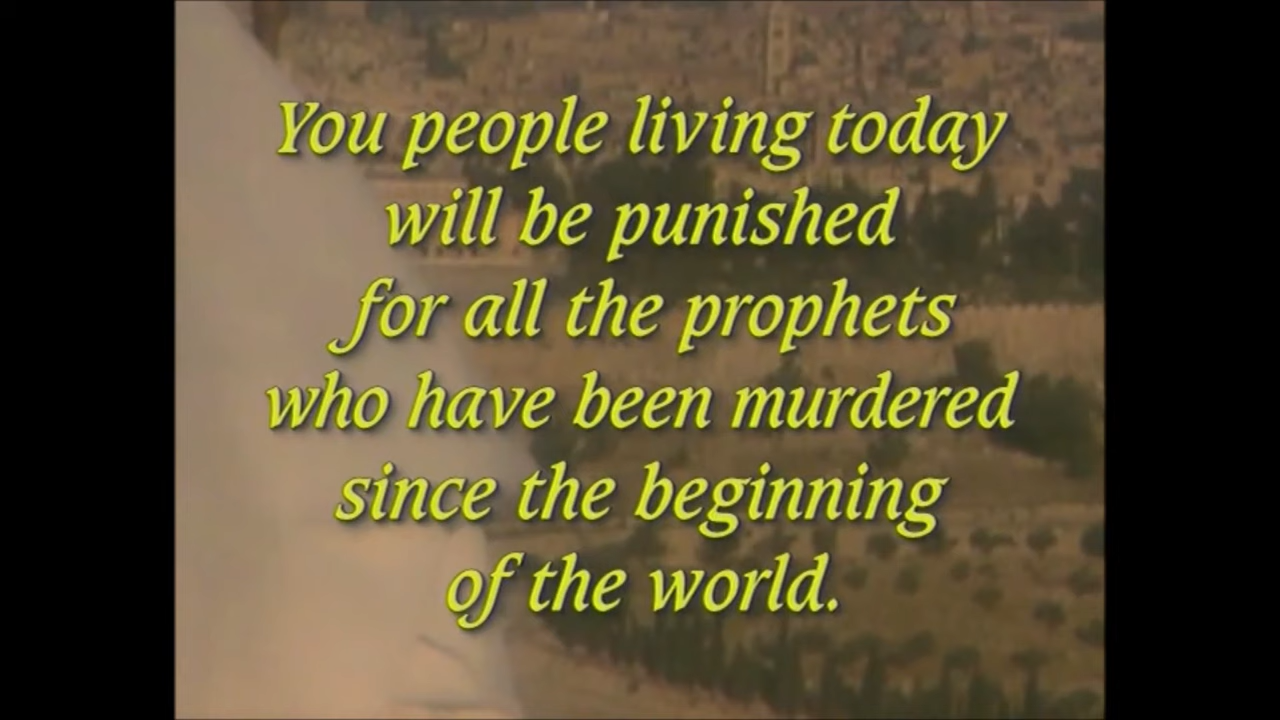 You people living today
will be punished
for all the prophets
who have been murdered
since the beginning
of the world.